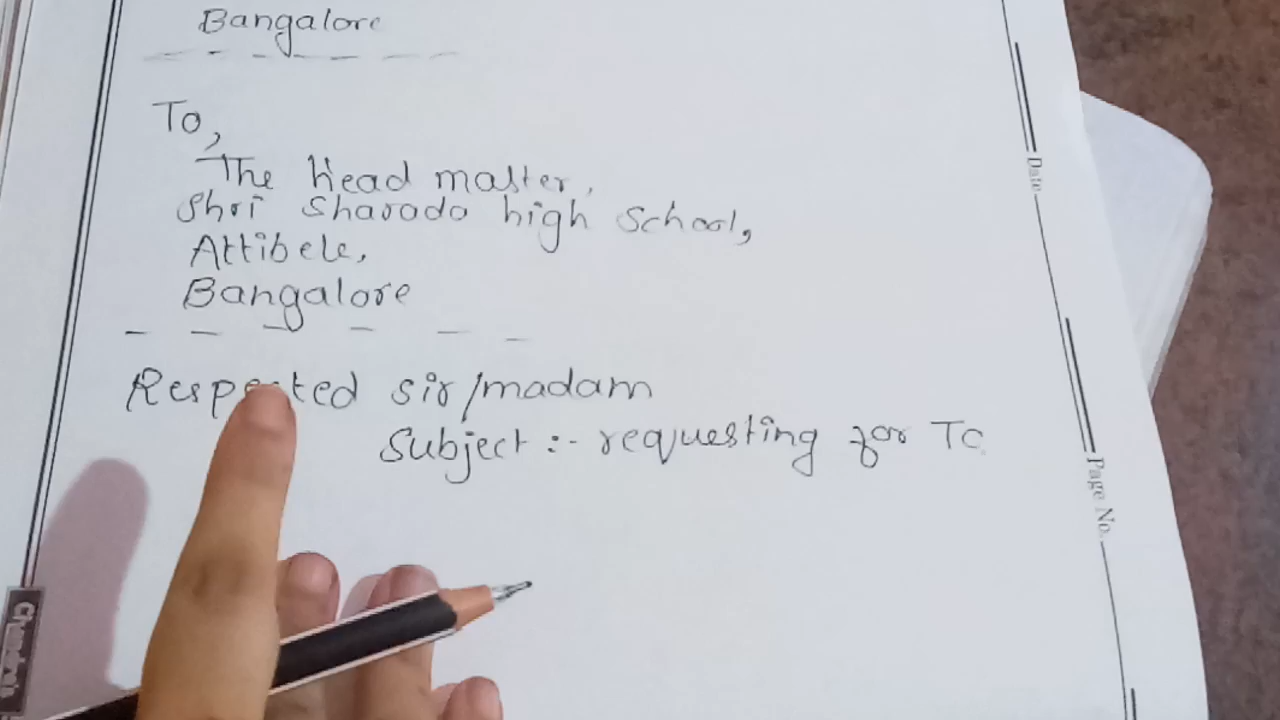 Bangalore
To,
The Head master,
Shri Sharada high School,
Attibele,
Bangalore
Respected sir/madam
Subject :- requesting for TC
Date
Page No.